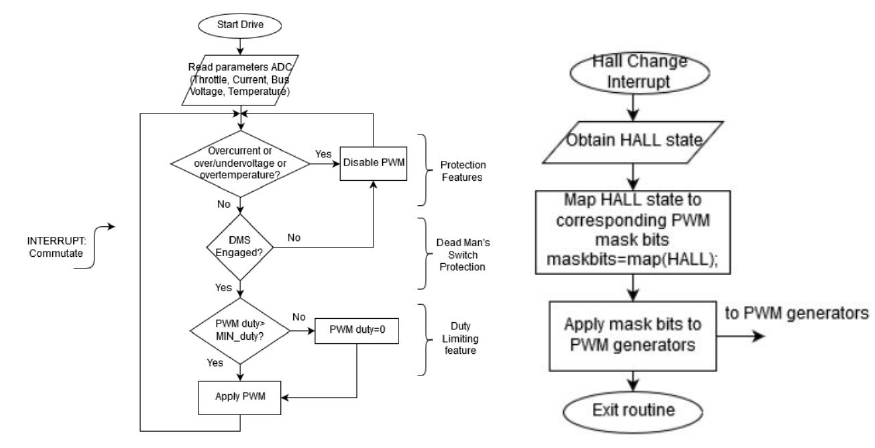 Start Drive
Read parameters ADC
(Throttle, Current, Bus
Voltage, Temperature)
Overcurrent or
over/undervoltage or
overtemperature?
Yes
Disable PWM
Protection
Features
No
INTERRUPT:
Commutate
DMS
Engaged?
No
Dead Man's
Switch
Protection
Yes
PWM duty>
MIN_duty?
No
PWM duty=0
Duty
Limiting
feature
Yes
Apply PWM
Hall Change
Interrupt
Obtain HALL state
Map HALL state to
corresponding PWM
mask bits
maskbits=map(HALL);
Apply mask bits to
PWM generators
to PWM generators
Exit routine